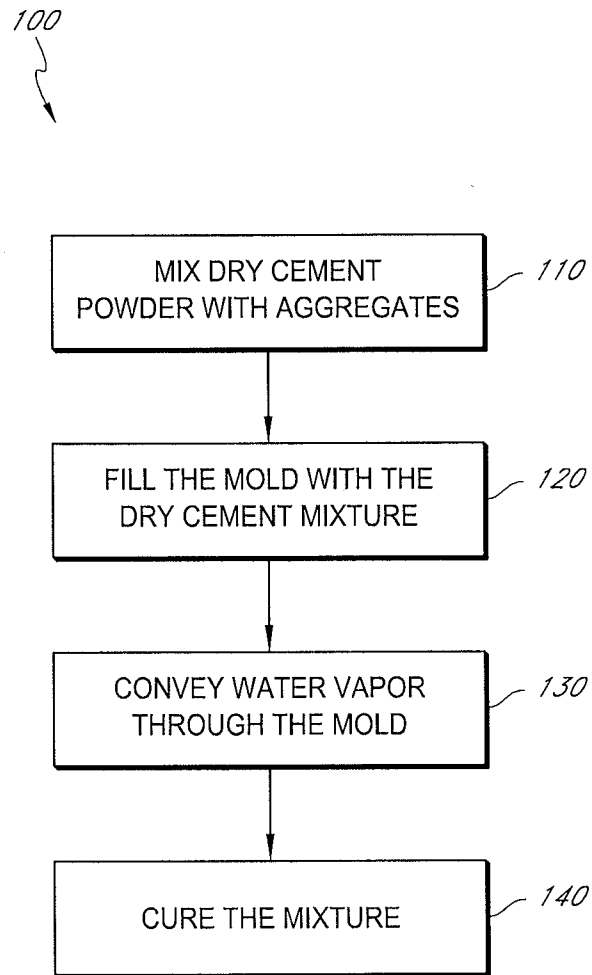 100
MIX DRY CEMENT
POWDER WITH AGGREGATES
110
FILL THE MOLD WITH THE
DRY CEMENT MIXTURE
120
CONVEY WATER VAPOR
THROUGH THE MOLD
130
CURE THE MIXTURE
140